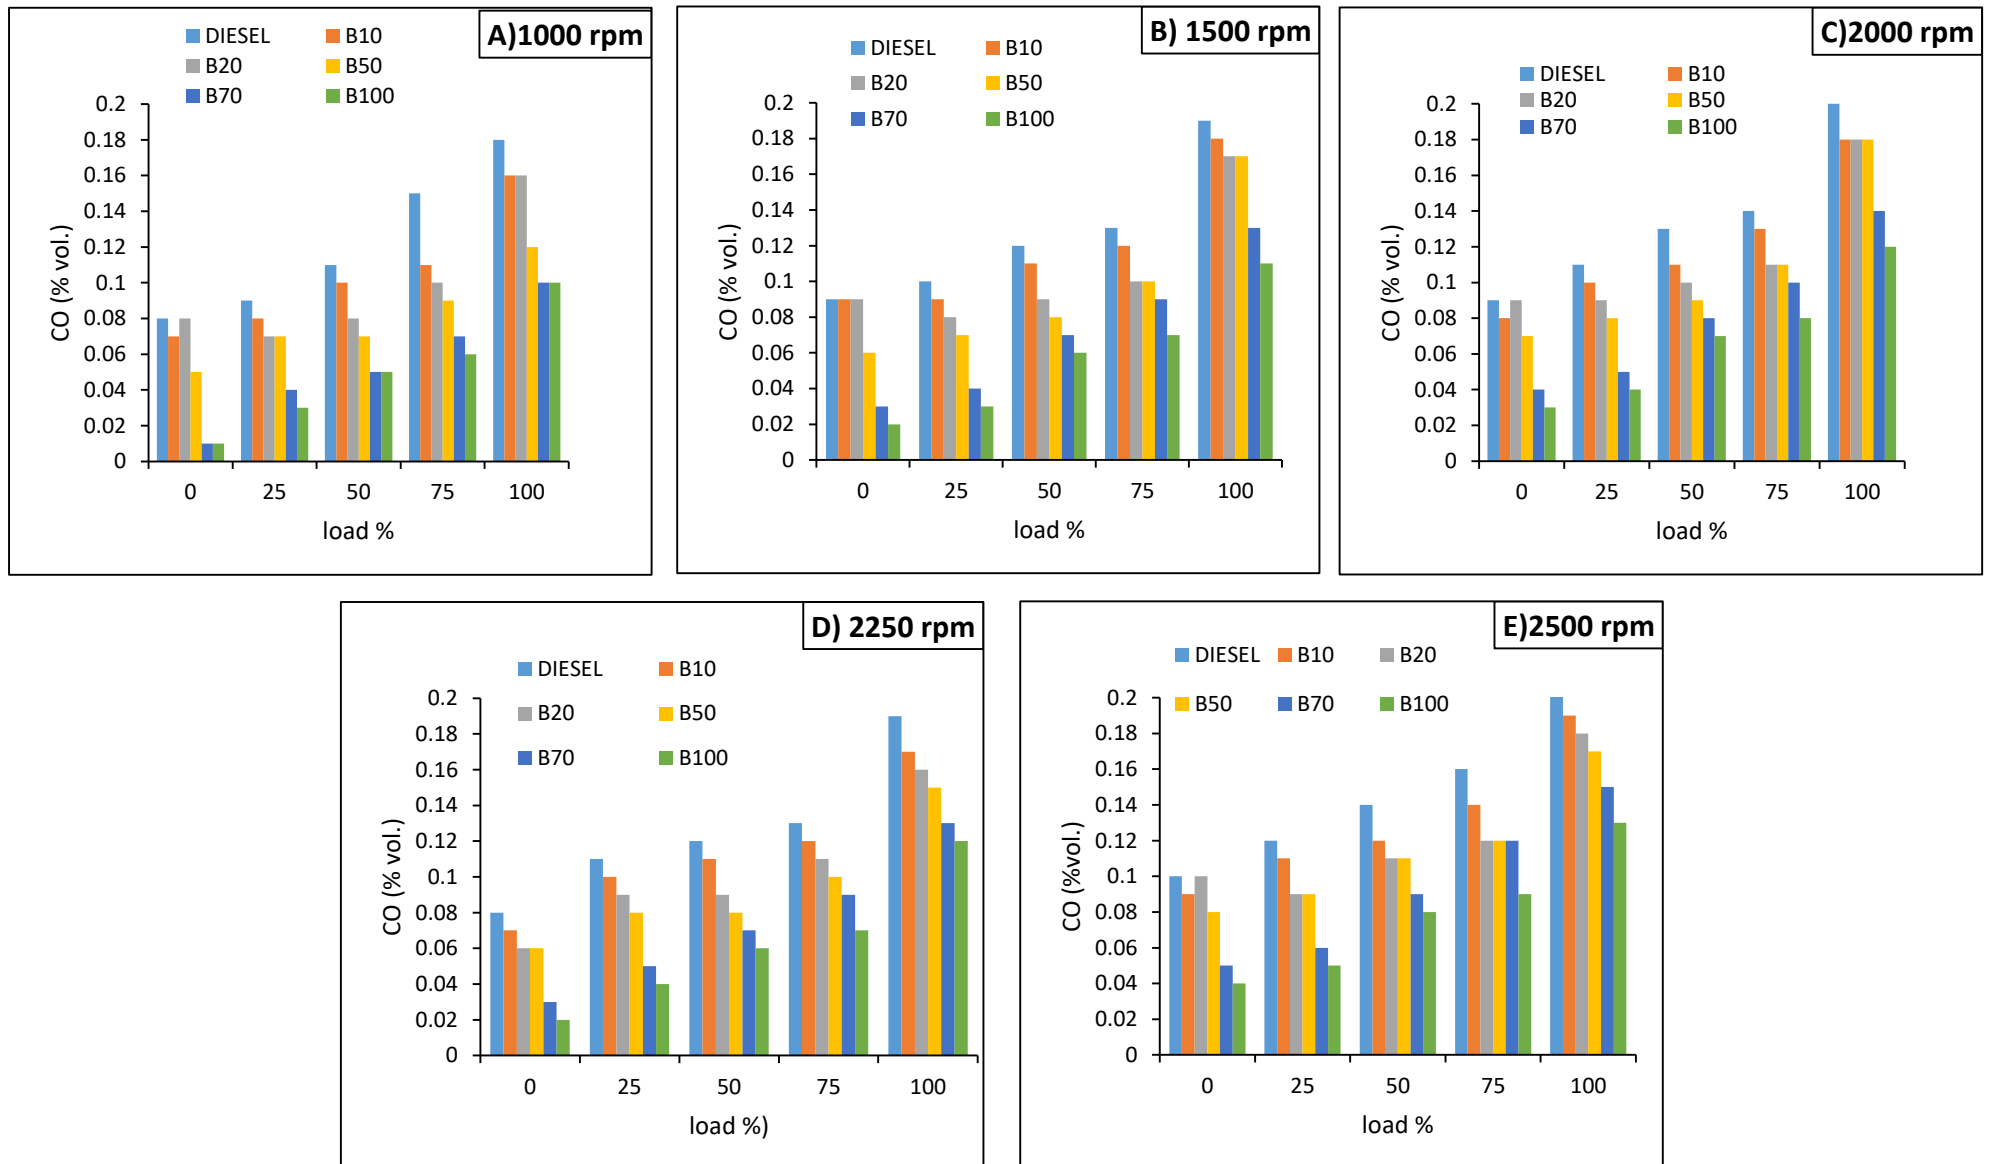 A)1000 rpm
DIESEL B10
B20 B50
B70 B100
0.2
0.18
0.16
0.14
0.12
0.1
0.08
0.06
0.04
0.02
0
CO (% vol.)
0 25 50 75 100
load %
B) 1500 rpm
DIESEL B10
B20 B50
B70 B100
0.2
0.18
0.16
0.14
0.12
0.1
0.08
0.06
0.04
0.02
0
CO (% vol.)
0 25 50 75 100
load %
C)2000 rpm
DIESEL B10
B20 B50
B70 B100
0.2
0.18
0.16
0.14
0.12
0.1
0.08
0.06
0.04
0.02
0
CO (% vol.)
0 25 50 75 100
load %
D) 2250 rpm
DIESEL B10
B20 B50
B70 B100
0.2
0.18
0.16
0.14
0.12
0.1
0.08
0.06
0.04
0.02
0
CO (% vol.)
0 25 50 75 100
load %)
E)2500 rpm
DIESEL B10 B20
B50 B70 B100
0.2
0.18
0.16
0.14
0.12
0.1
0.08
0.06
0.04
0.02
0
CO (%vol.)
0 25 50 75 100
load %